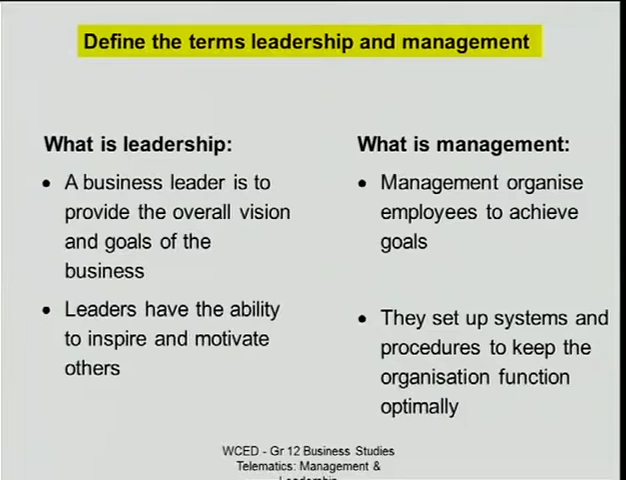 Define the terms leadership and management
What is leadership:
• A business leader is to
provide the overall vision
and goals of the
business
• Leaders have the ability
to inspire and motivate
others
What is management:
• Management organise
employees to achieve
goals
• They set up systems and
procedures to keep the
organisation function
optimally
WCED - Gr 12 Business Studies
Telematics: Management &
Leadership